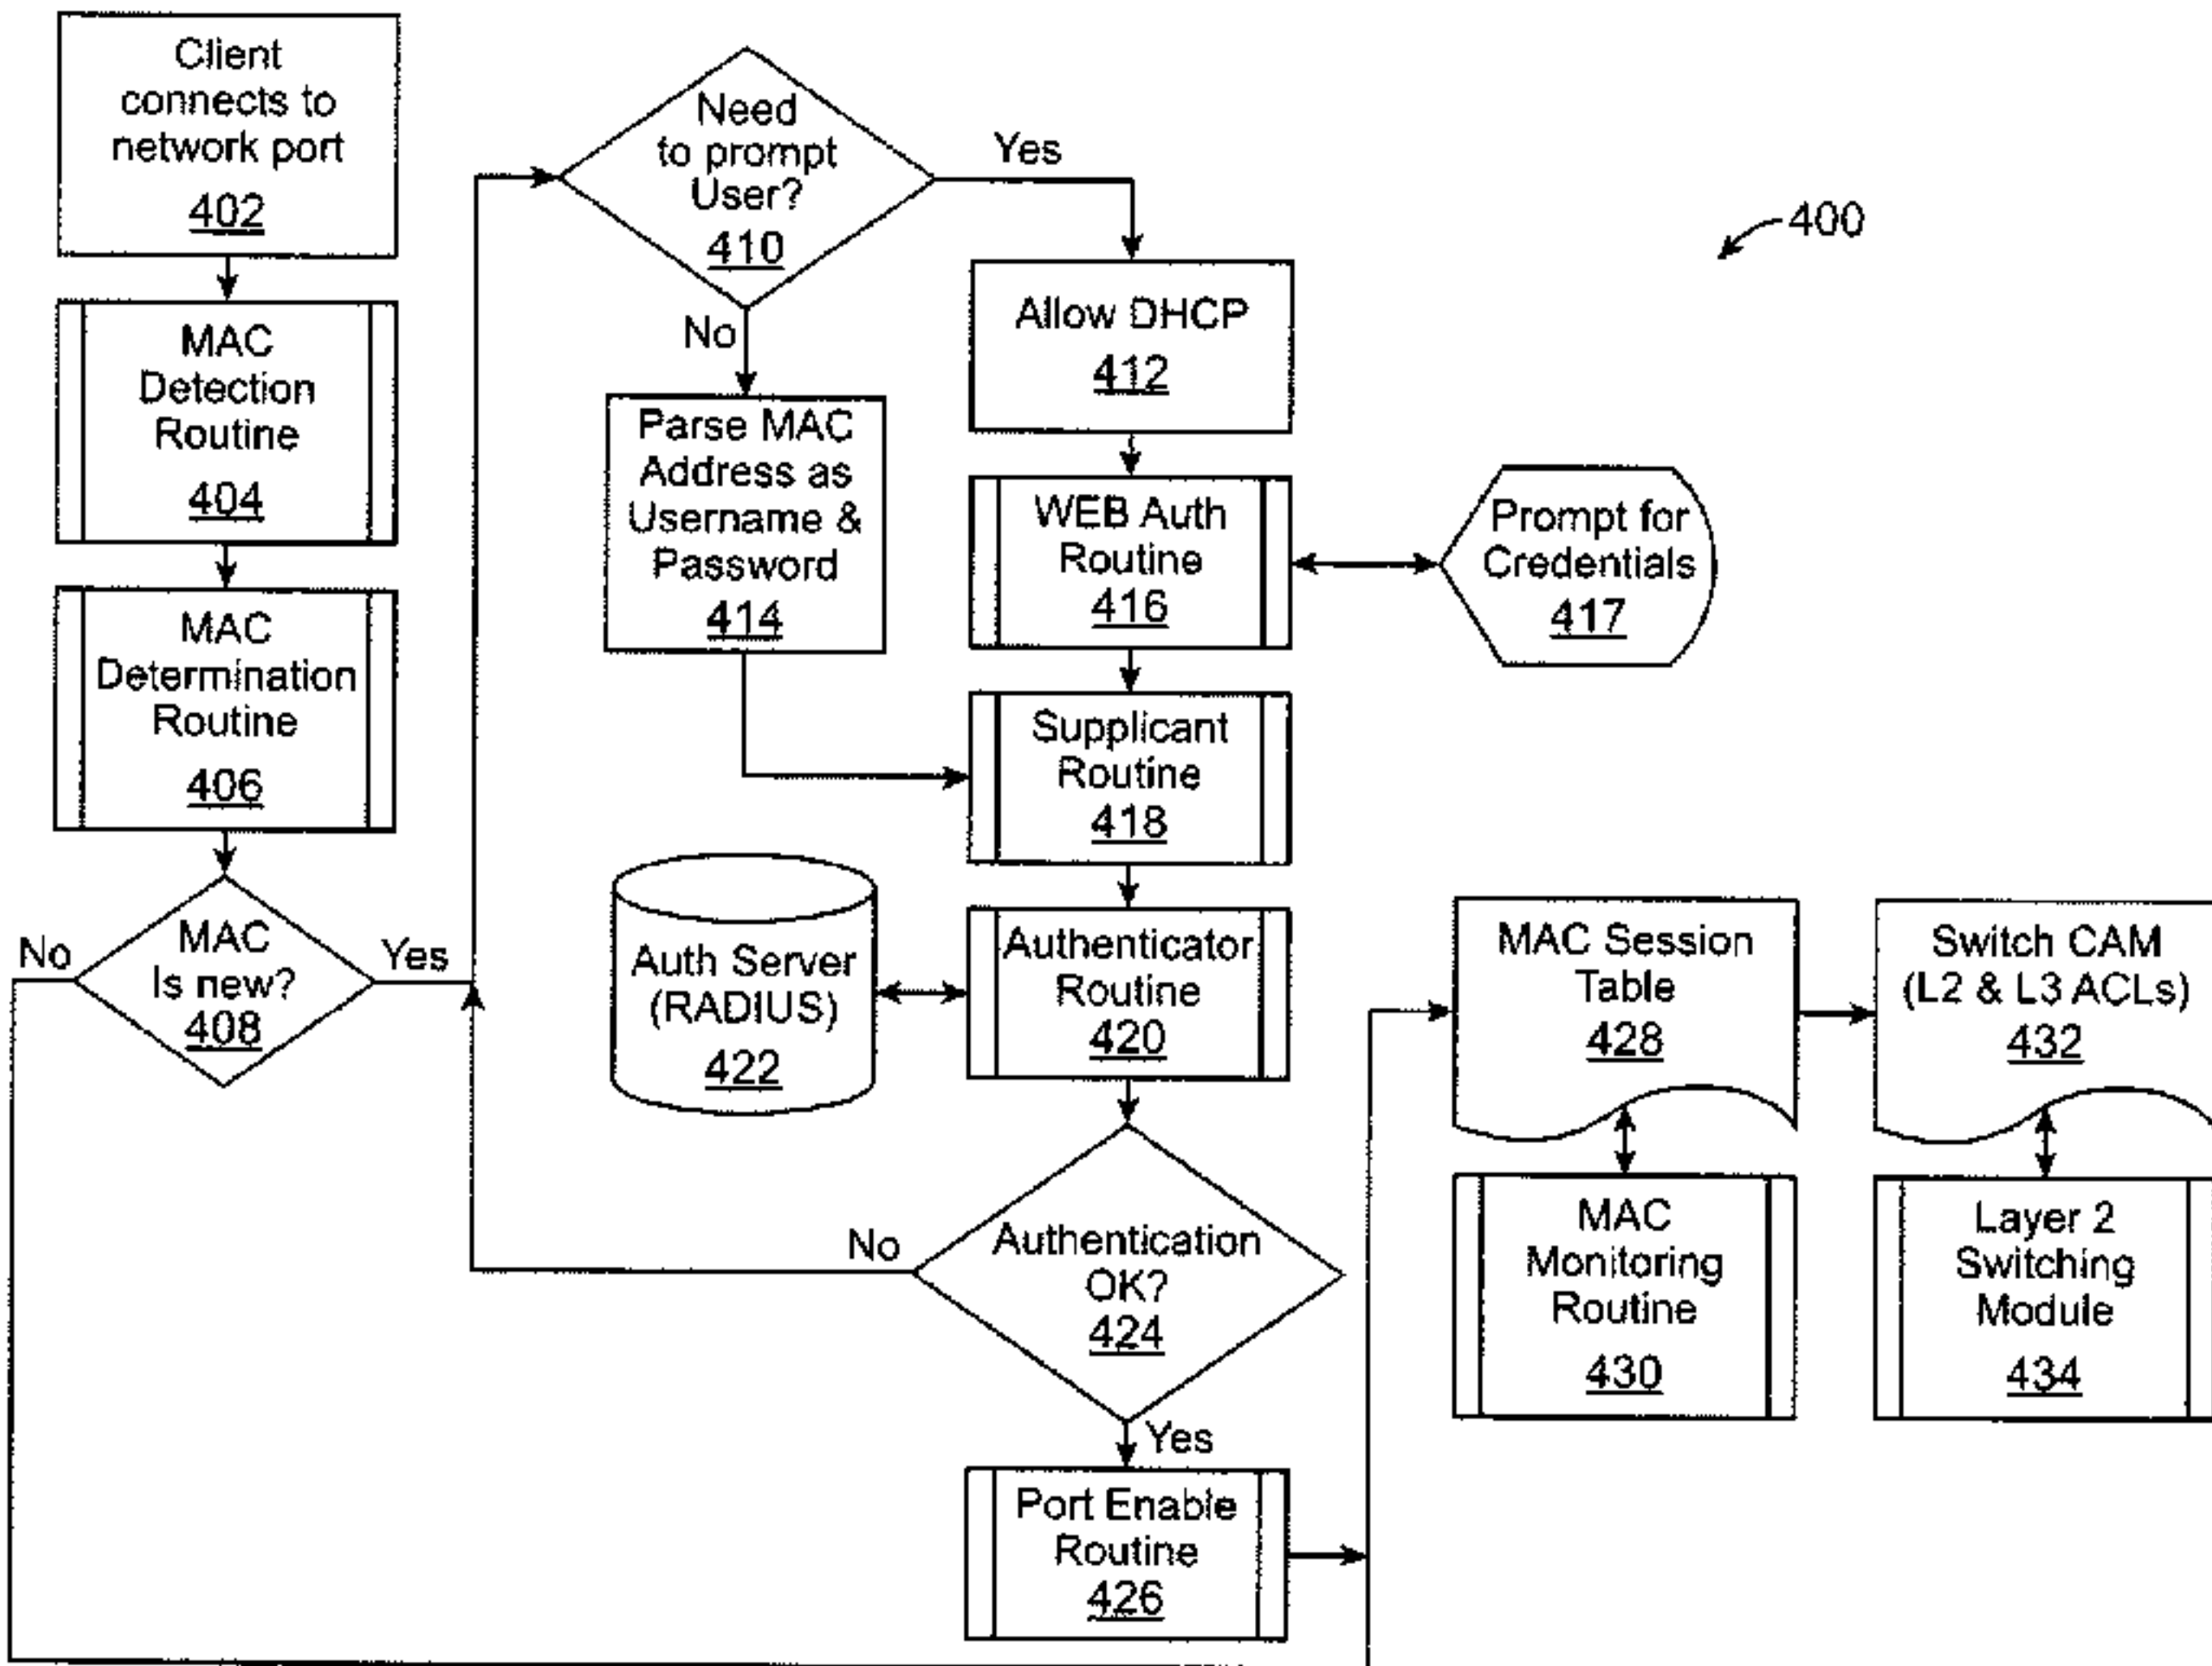 Client
connects to
network port
402
MAC
Detection
Routine
404
MAC
Determination
Routine
406
MAC
Is new?
408
No
Yes
Need
to prompt
User?
410
Yes
No
Allow DHCP
412
Parse MAC
Address as
Username &
Password
414
WEB Auth
Routine
416
Prompt for
Credentials
417
Supplicant
Routine
418
Auth Server
(RADIUS)
422
Authenticator
Routine
420
Authentication
OK?
424
No
Yes
Port Enable
Routine
426
400
MAC Session
Table
428
Switch CAM
(L2 & L3 ACLs)
432
MAC
Monitoring
Routine
430
Layer 2
Switching
Module
434